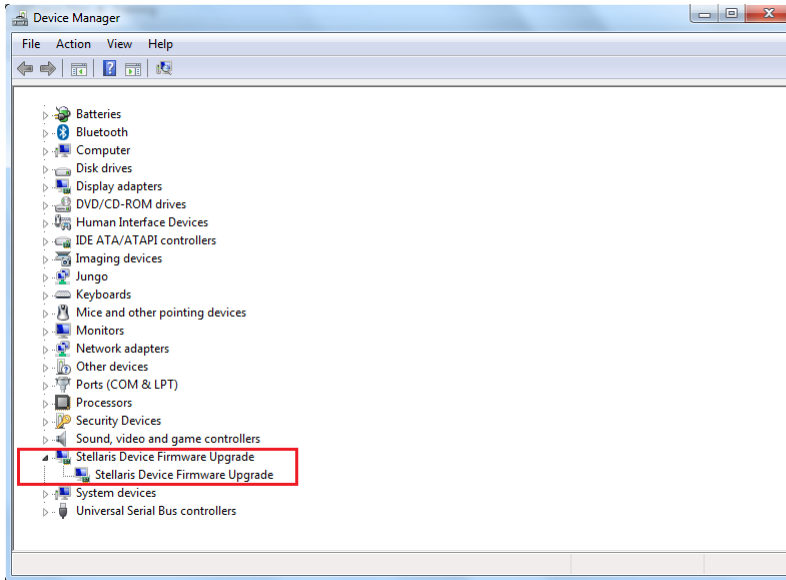 Device Manager
File Action View Help
Batteries
Bluetooth
Computer
Disk drives
Display adapters
DVD/CD-ROM drives
Human Interface Devices
IDE ATA/ATAPI controllers
Imaging devices
Jungo
Keyboards
Mice and other pointing devices
Monitors
Network adapters
Other devices
Ports (COM & LPT)
Processors
Security Devices
Sound, video and game controllers
Stellaris Device Firmware Upgrade
Stellaris Device Firmware Upgrade
System devices
Universal Serial Bus controllers